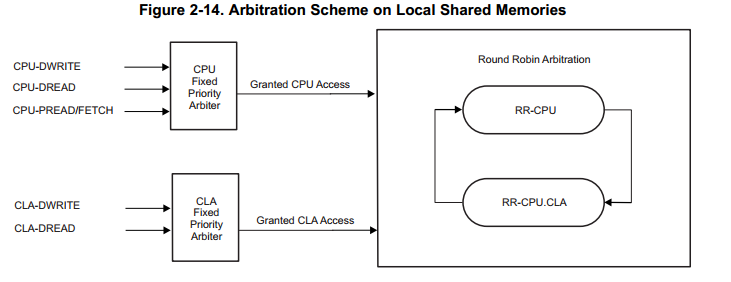 Figure 2-14. Arbitration Scheme on Local Shared Memories
CPU-DWRITE
CPU-DREAD
CPU-PREAD/FETCH
CPU
Fixed
Priority
Arbiter
Granted CPU Access
Round Robin Arbitration
RR-CPU
RR-CPU.CLA
CLA-DWRITE
CLA-DREAD
CLA
Fixed
Priority
Arbiter
Granted CLA Access